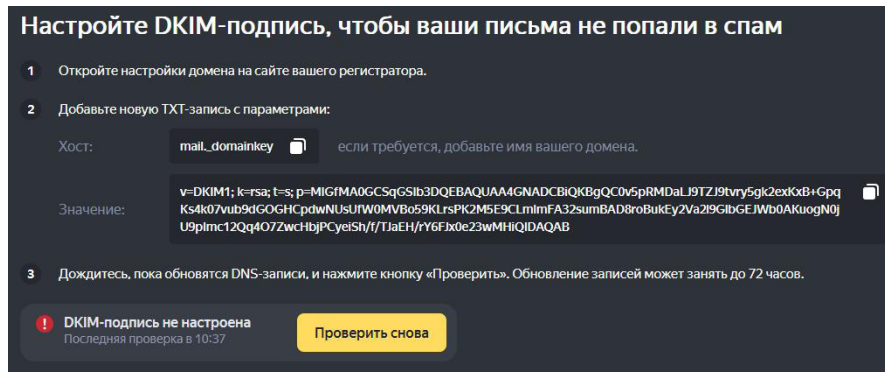 Настройте DKIM-подпись, чтобы ваши письма не попали в спам
1 Откройте настройки домена на сайте вашего регистратора.
2 Добавьте новую TXT-запись с параметрами:
Хост: mail._domainkey если требуется, добавьте имя вашего домена.
v=DKIM1; k=rsa; t=s; p=MIGfMA0GCSqGSIb3DQEBAQUAA4GNADCBiQKBgQC0v5pRMDaLJ9TZJ9tvry5gk2exKxB+Gpq
Значение: Ks4k07vub9dGOGHCpdwNUsUfW0MVBo59KLrsPK2M5E9CLmImFA32sumBAD8roBukEy2Va2l9GIbGEJWb0AKuogN0j
U9pImc12Qq4O7ZwcHbjPCyeiSh/f/TJaEH/rY6FJx0e23wMHiQIDAQAB
3 Дождитесь, пока обновятся DNS-записи, и нажмите кнопку «Проверить». Обновление записей может занять до 72 часов.
DKIM-подпись не настроена
Последняя проверка в 10:37
Проверить снова